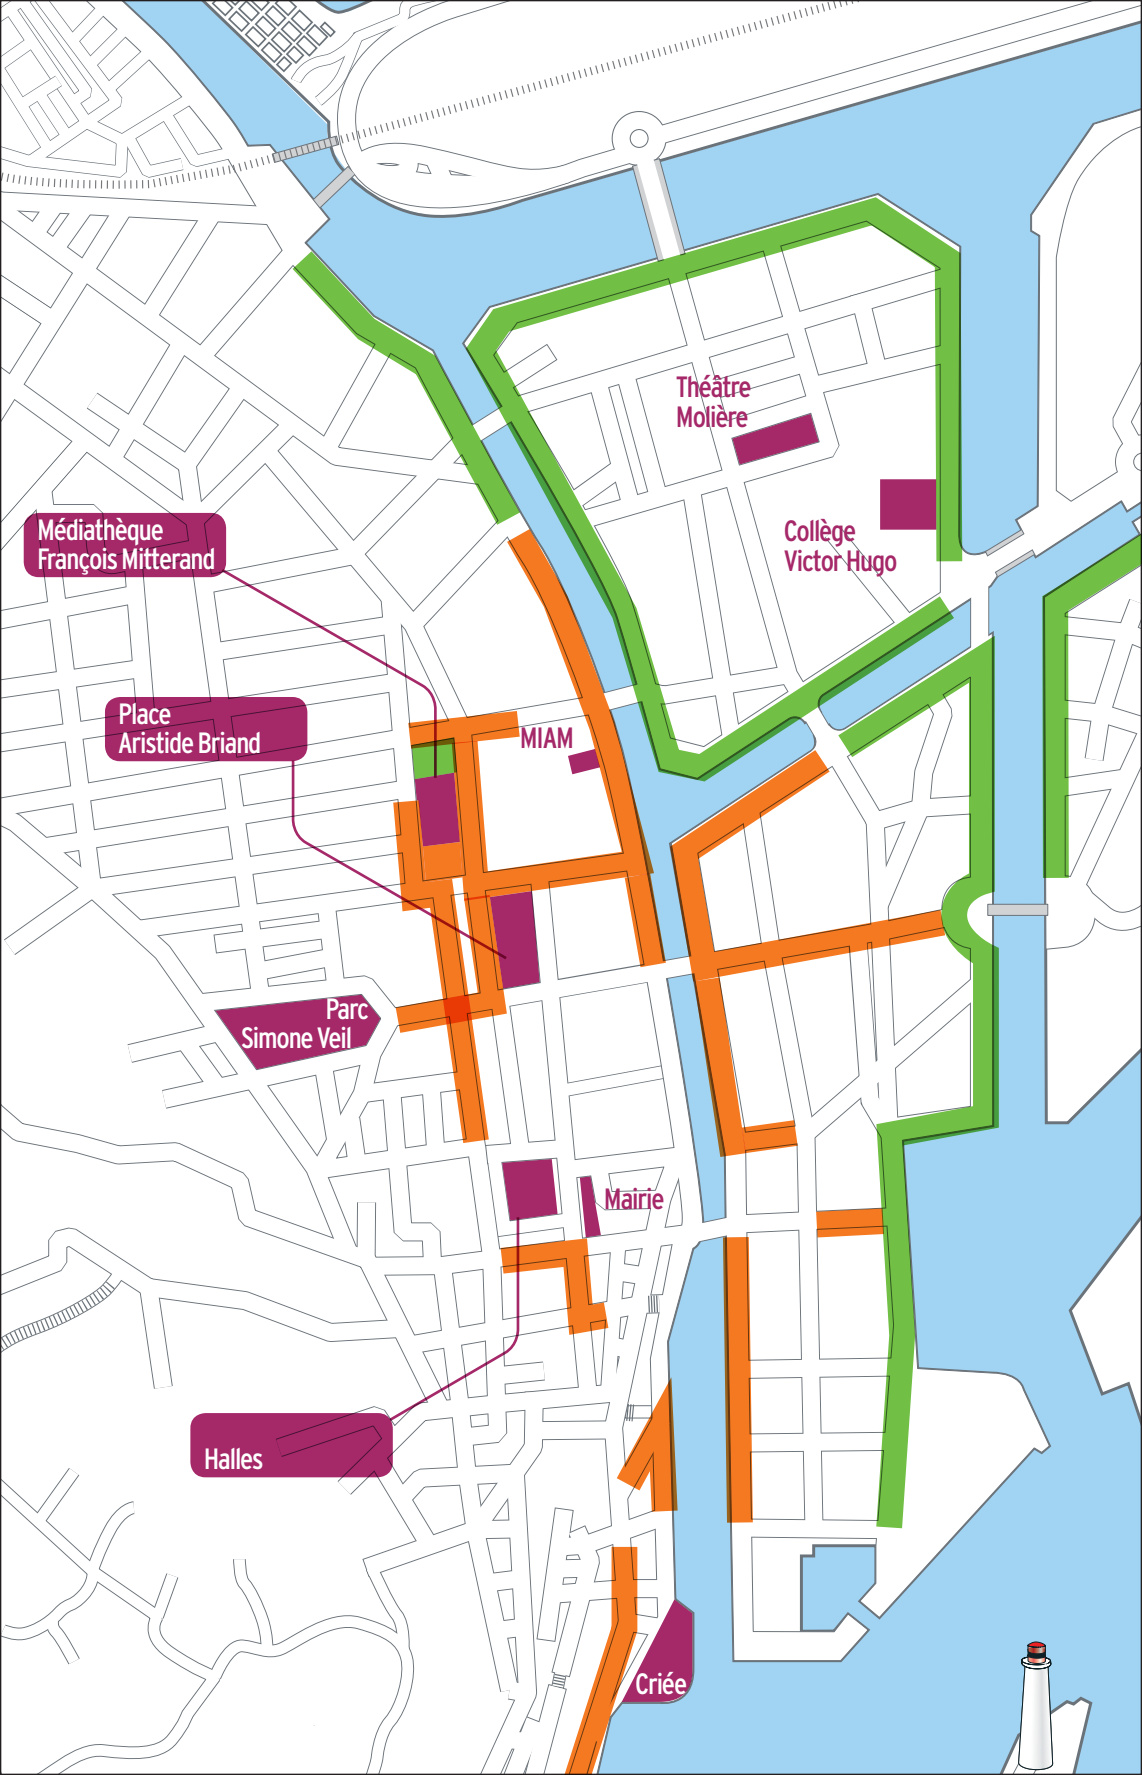 Théâtre
Molière
Collège
Victor Hugo
Médiathèque
François Mitterand
Place
Aristide Briand
MIAM
Parc
Simone Veil
Mairie
Halles
Criée